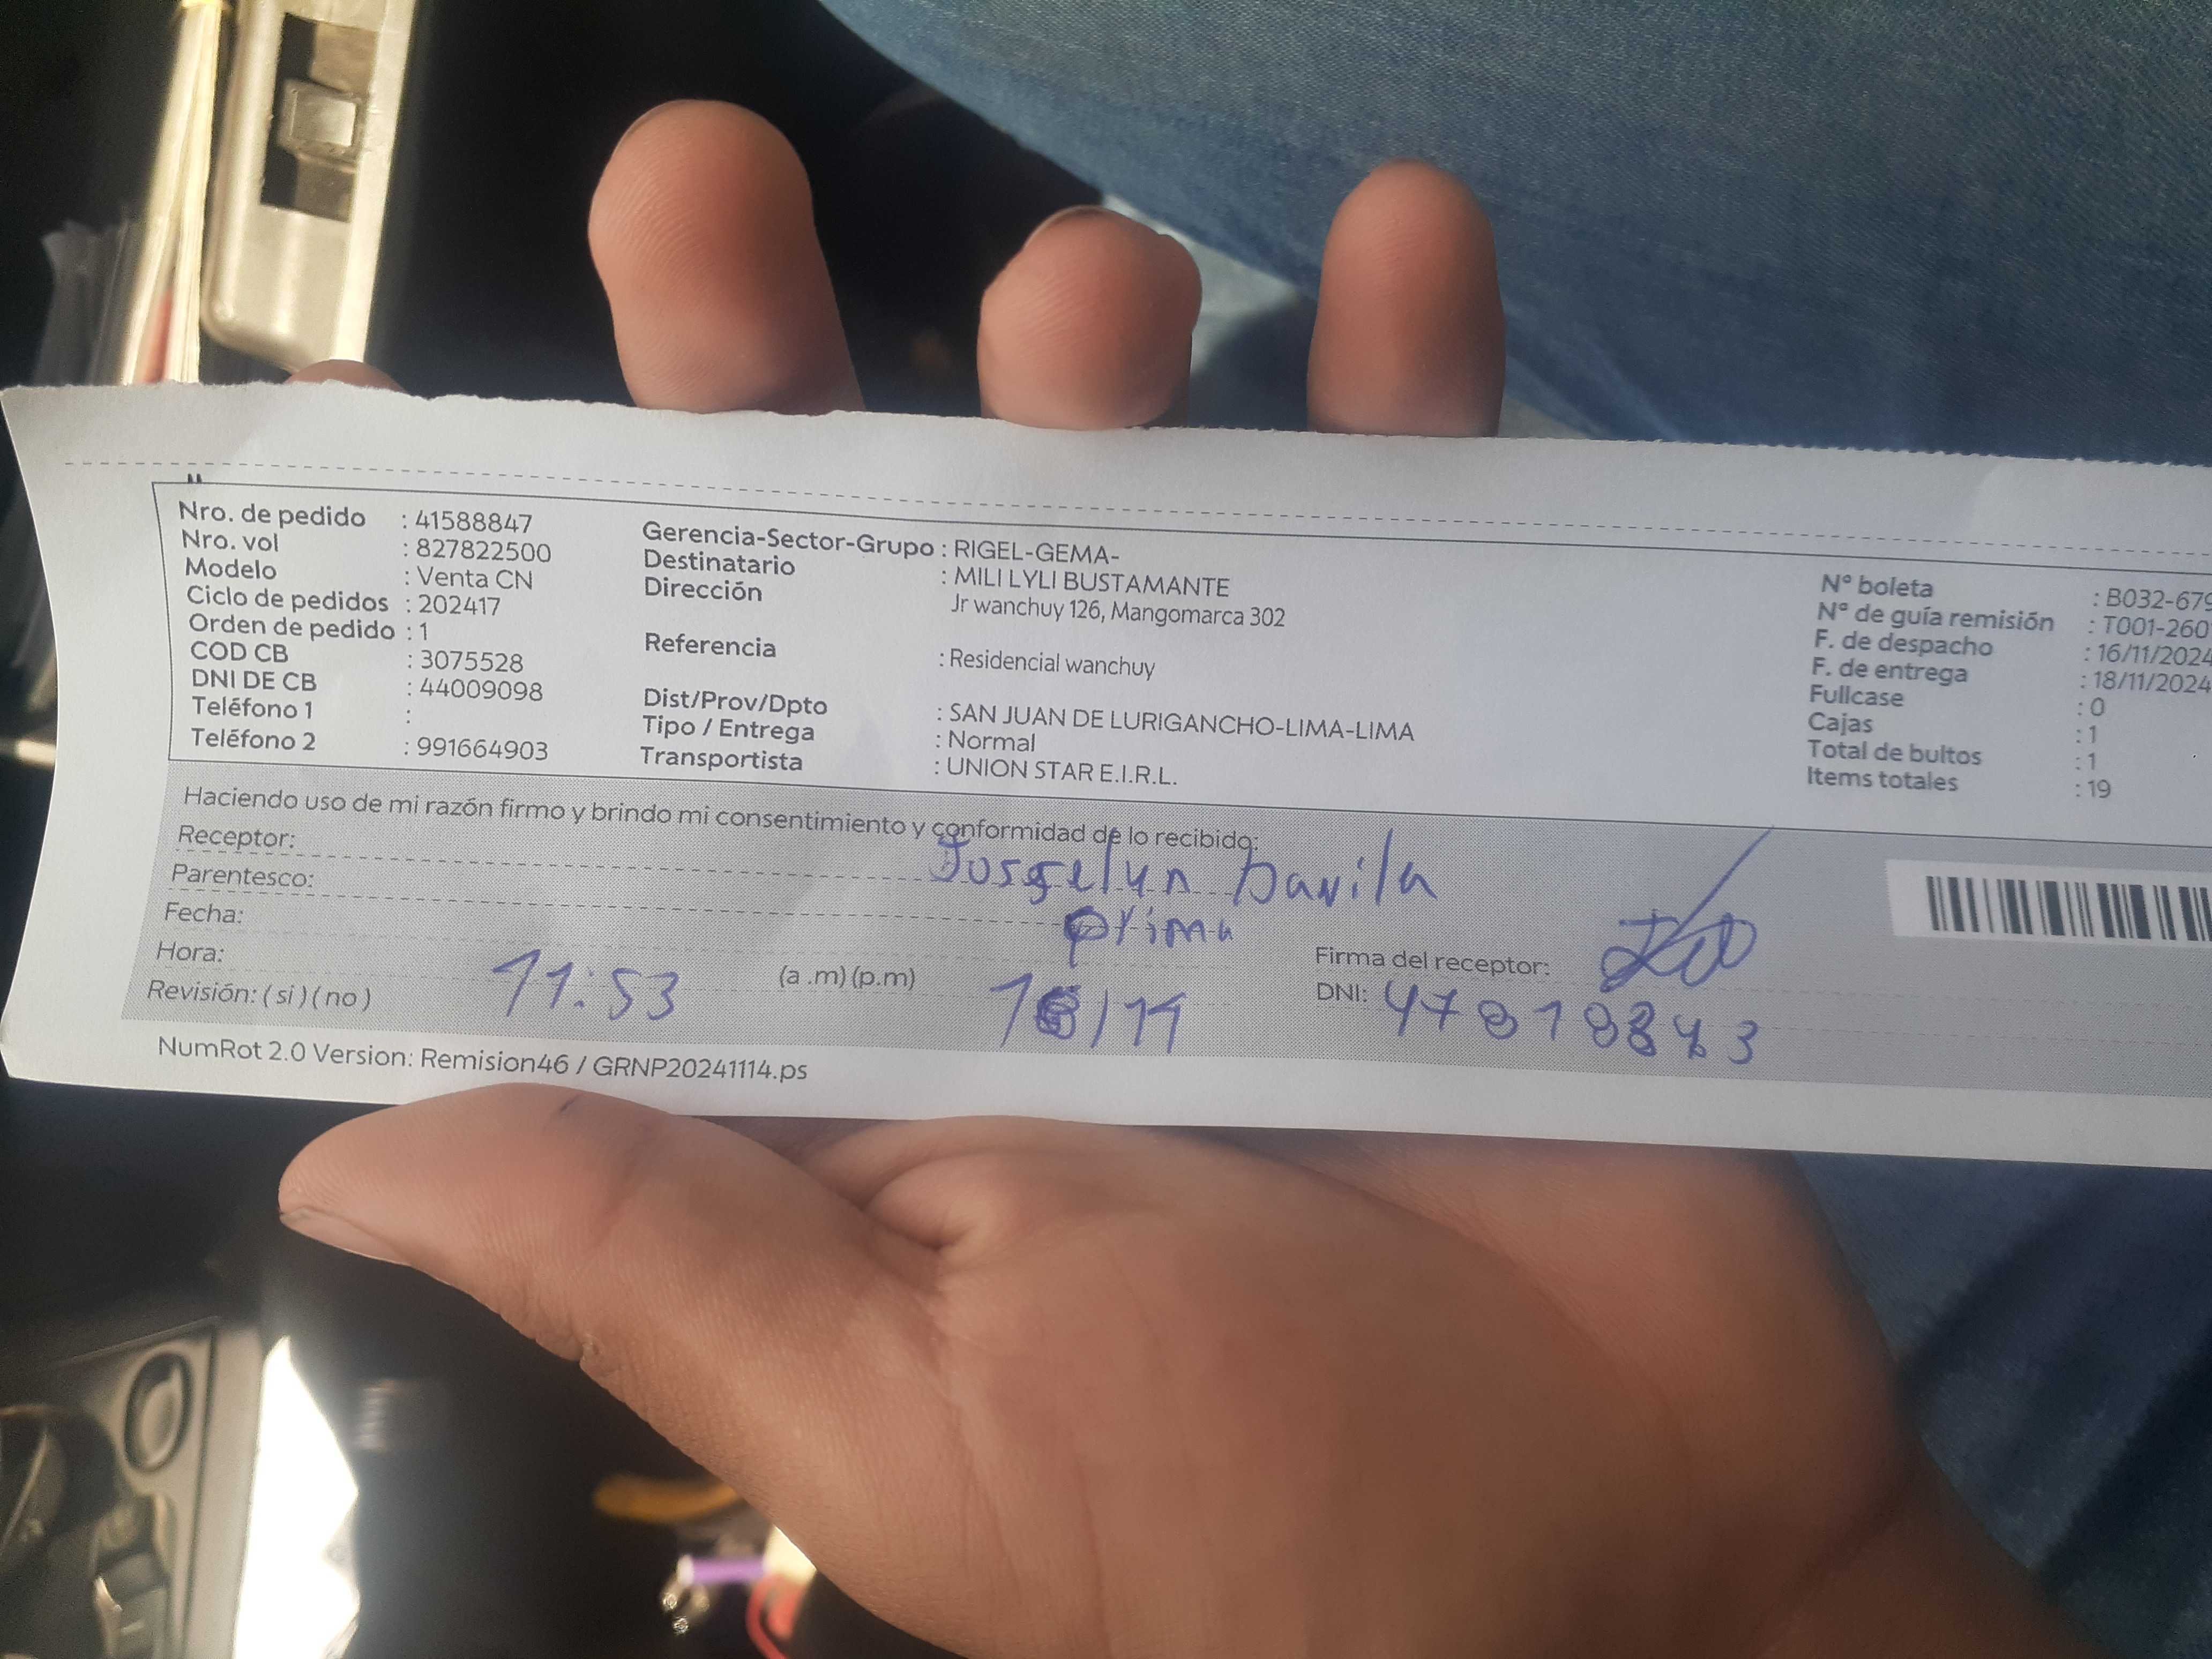 Nro. de pedido : 41588847
Nro. vol : 827822500
Modelo : Venta CN
Ciclo de pedidos : 202417
Orden de pedido : 1
COD CB : 3075528
DNI DE CB : 44009098
Teléfono 1 :
Teléfono 2 : 991664903
Gerencia-Sector-Grupo : RIGEL-GEMA-
Destinatario : MILI LYLI BUSTAMANTE
Dirección Jr wanchuy 126, Mangomarca 302
Referencia : Residencial wanchuy
Dist/Prov/Dpto : SAN JUAN DE LURIGANCHO-LIMA-LIMA
Tipo / Entrega : Normal
Transportista : UNION STAR E.I.R.L.
N° boleta : B032-679
N° de guía remisión : T001-260
F. de despacho : 16/11/2024
F. de entrega : 18/11/2024
Fullcase : 0
Cajas : 1
Total de bultos : 1
Items totales : 19
Haciendo uso de mi razón firmo y brindo mi consentimiento y conformidad de lo recibido:
Receptor: Davila
Parentesco: prima
Fecha:
Hora: 11:53 (a .m) (p.m)
Firma del receptor:
Revisión: ( si ) ( no )
DNI:
NumRot 2.0 Version: Remision46 / GRNP20241114.ps